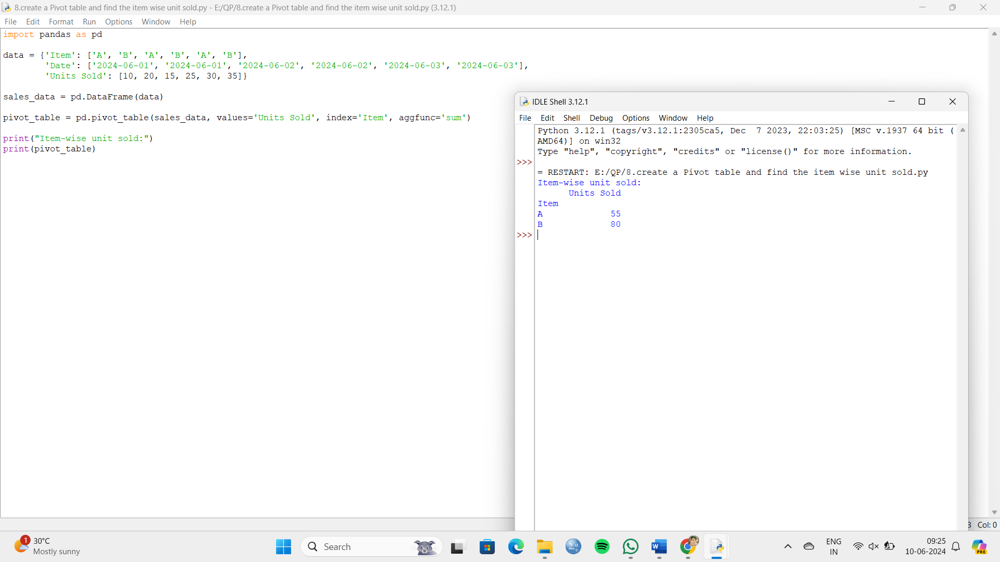 8.create a Pivot table and find the item wise unit sold.py - E:/QP/8.create a Pivot table and find the item wise unit sold.py (3.12.1)
File Edit Format Run Options Window Help
import pandas as pd
data = {'Item': ['A', 'B', 'A', 'B', 'A', 'B'],
'Date': ['2024-06-01', '2024-06-01', '2024-06-02', '2024-06-02', '2024-06-03', '2024-06-03'],
'Units Sold': [10, 20, 15, 25, 30, 35]}
sales_data = pd.DataFrame(data)
pivot_table = pd.pivot_table(sales_data, values='Units Sold', index='Item', aggfunc='sum')
print("Item-wise unit sold:")
print(pivot_table)
IDLE Shell 3.12.1
File Edit Shell Debug Options Window Help
Python 3.12.1 (tags/v3.12.1:2305ca5, Dec  7 2023, 22:03:25) [MSC v.1937 64 bit (
AMD64)] on win32
Type "help", "copyright", "credits" or "license()" for more information.
>>>
= RESTART: E:/QP/8.create a Pivot table and find the item wise unit sold.py
Item-wise unit sold:
Units Sold
Item
A 55
B 80
>>>
3 Col: 0
1
30°C
Mostly sunny
Search
W
PRE
ENG
IN
09:25
10-06-2024